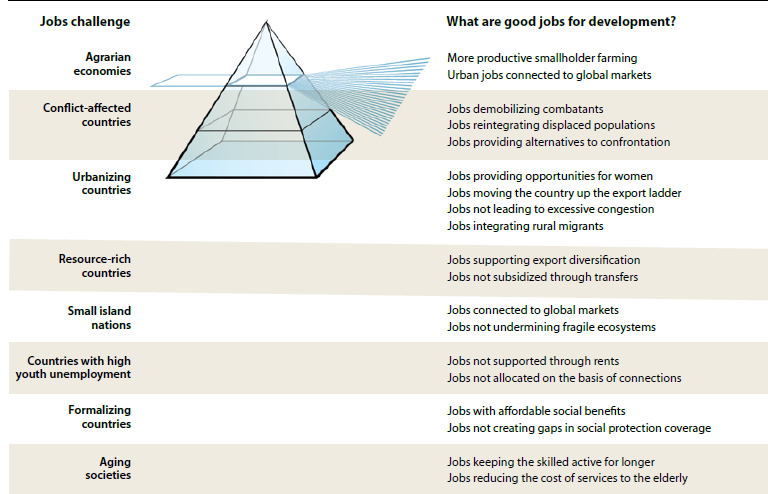 Jobs challenge
What are good jobs for development?
Agrarian
economies
More productive smallholder farming
Urban jobs connected to global markets
Conflict-affected
countries
Jobs demobilizing combatants
Jobs reintegrating displaced populations
Jobs providing alternatives to confrontation
Urbanizing
countries
Jobs providing opportunities for women
Jobs moving the country up the export ladder
Jobs not leading to excessive congestion
Jobs integrating rural migrants
Resource-rich
countries
Jobs supporting export diversification
Jobs not subsidized through transfers
Small island
nations
Jobs connected to global markets
Jobs not undermining fragile ecosystems
Countries with high
youth unemployment
Jobs not supported through rents
Jobs not allocated on the basis of connections
Formalizing
countries
Jobs with affordable social benefits
Jobs not creating gaps in social protection coverage
Aging
societies
Jobs keeping the skilled active for longer
Jobs reducing the cost of services to the elderly